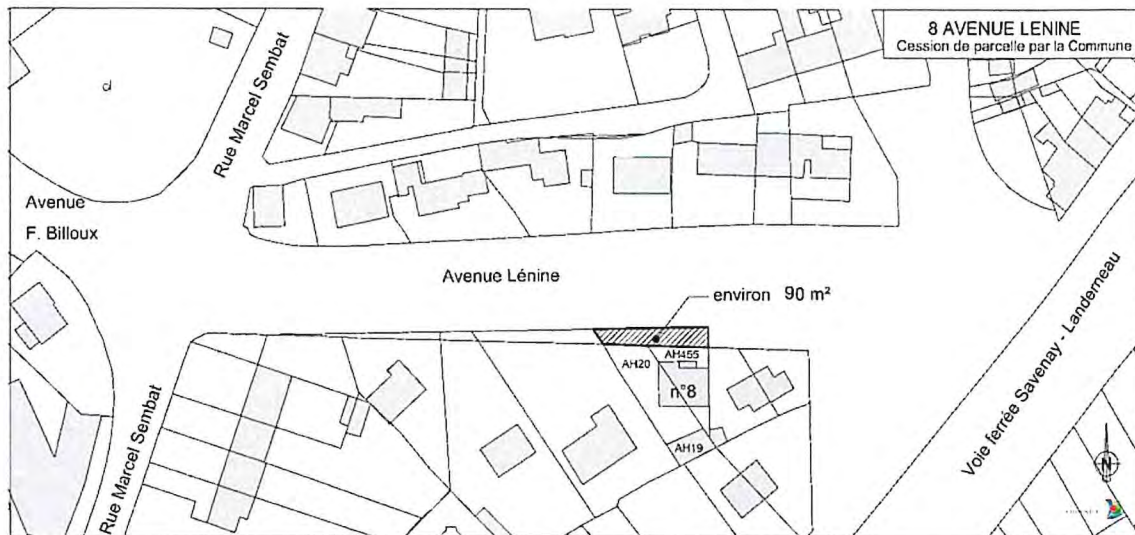 8 AVENUE LENINE
Cession de parcelle par la Commune
Rue Marcel Sembat
Avenue
F. Billoux
Avenue Lénine
environ 90 m²
AH20
AH455
n°8
AH19
Rue Marcel Sembat
Voie ferrée Savenay - Landerneau
N